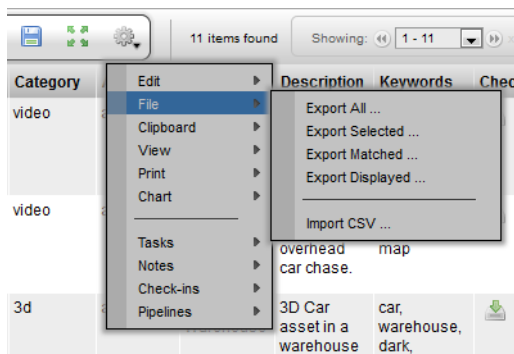 11 items found
Showing:
1 - 11
Category
Description
Keywords
Edit
File
Clipboard
View
Print
Chart
Tasks
Notes
Check-ins
Pipelines
Export All ...
Export Selected ...
Export Matched ...
Export Displayed ...
Import CSV ...
video
video
overhead
car chase.
map
3d
3D Car
asset in a
warehouse
car,
warehouse,
dark,